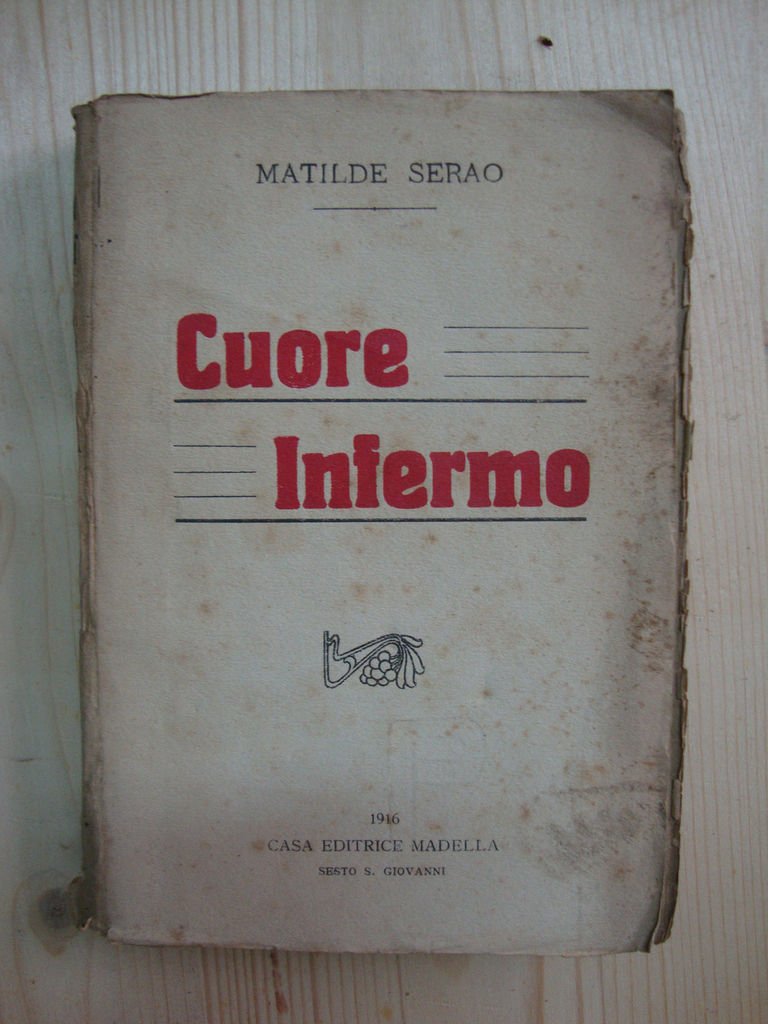 MATILDE SERAO
Cuore
Infermo
1916
CASA EDITRICE MADELLA
SESTO S. GIOVANNI